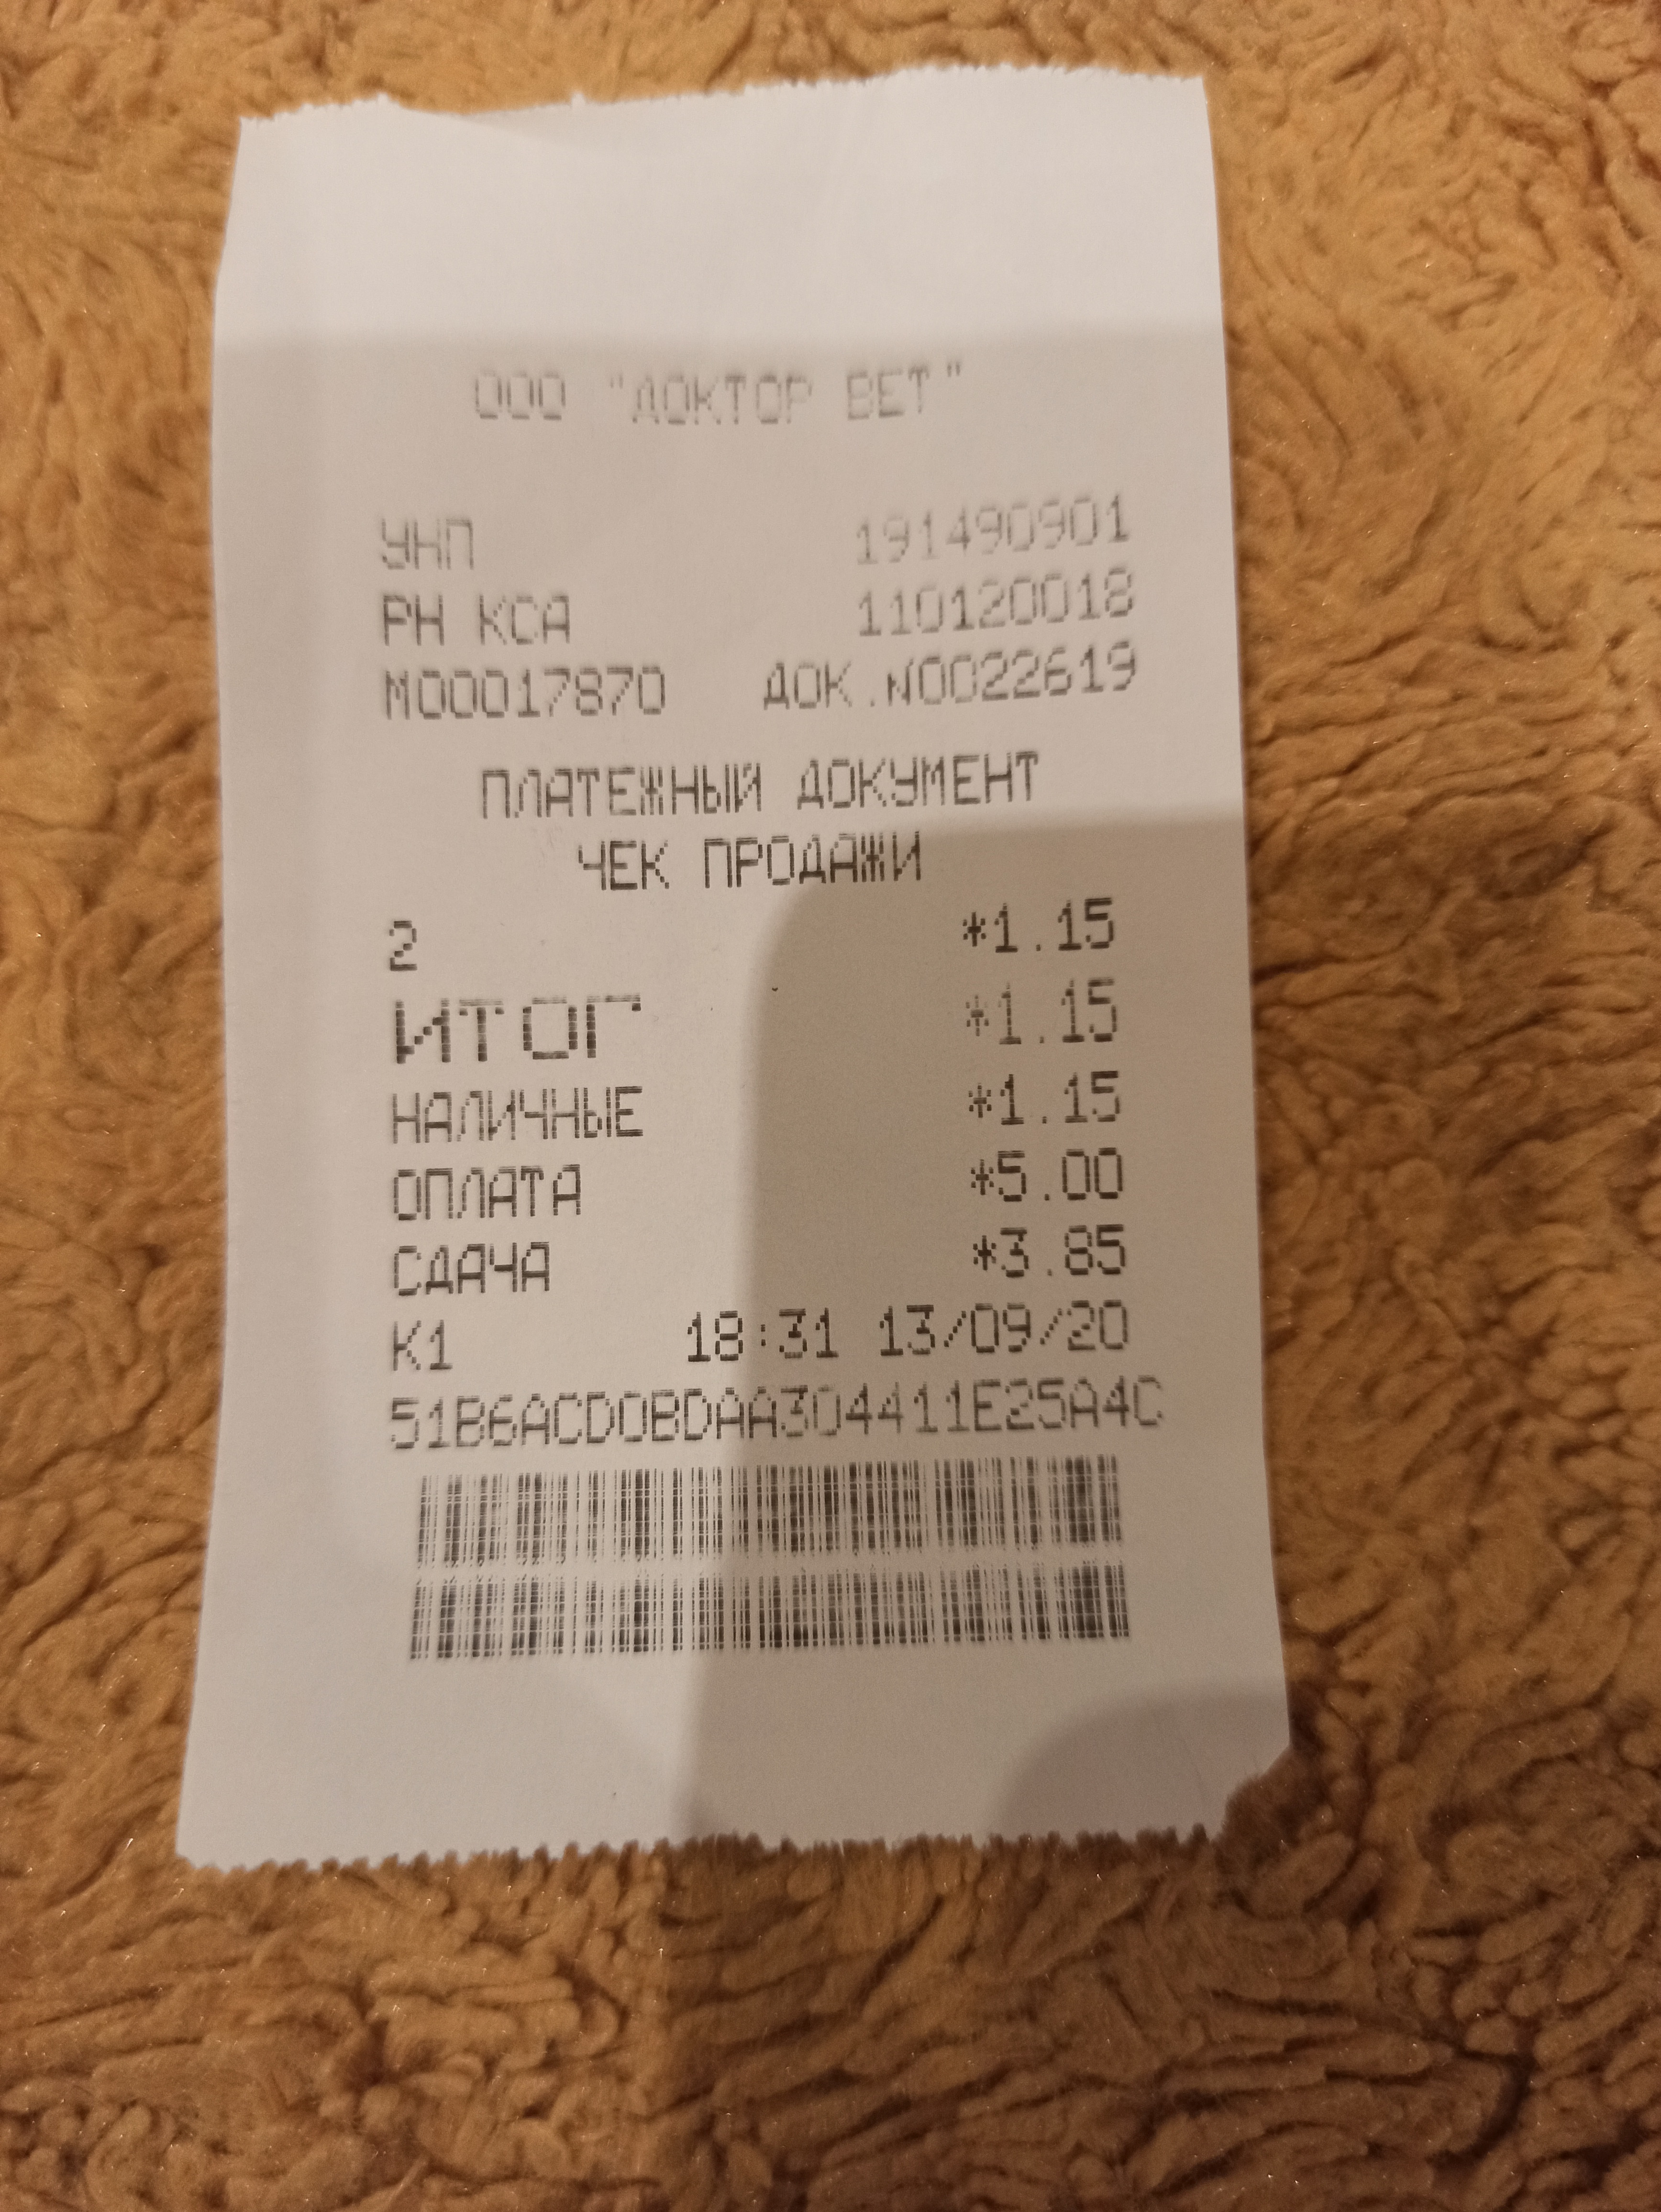 ООО "ДОКТОР ВЕТ"
УНП 191490901
РН КСА 110120018
М00017870 ДОК.N0022619
ПЛАТЕЖНЫЙ ДОКУМЕНТ
ЧЕК ПРОДАЖИ
2 *1.15
ИТОГ *1.15
НАЛИЧНЫЕ *1.15
ОПЛАТА *5.00
СДАЧА *3.85
К1 18:31 13/09/20
51B6ACD0BDAA304411E25A4C